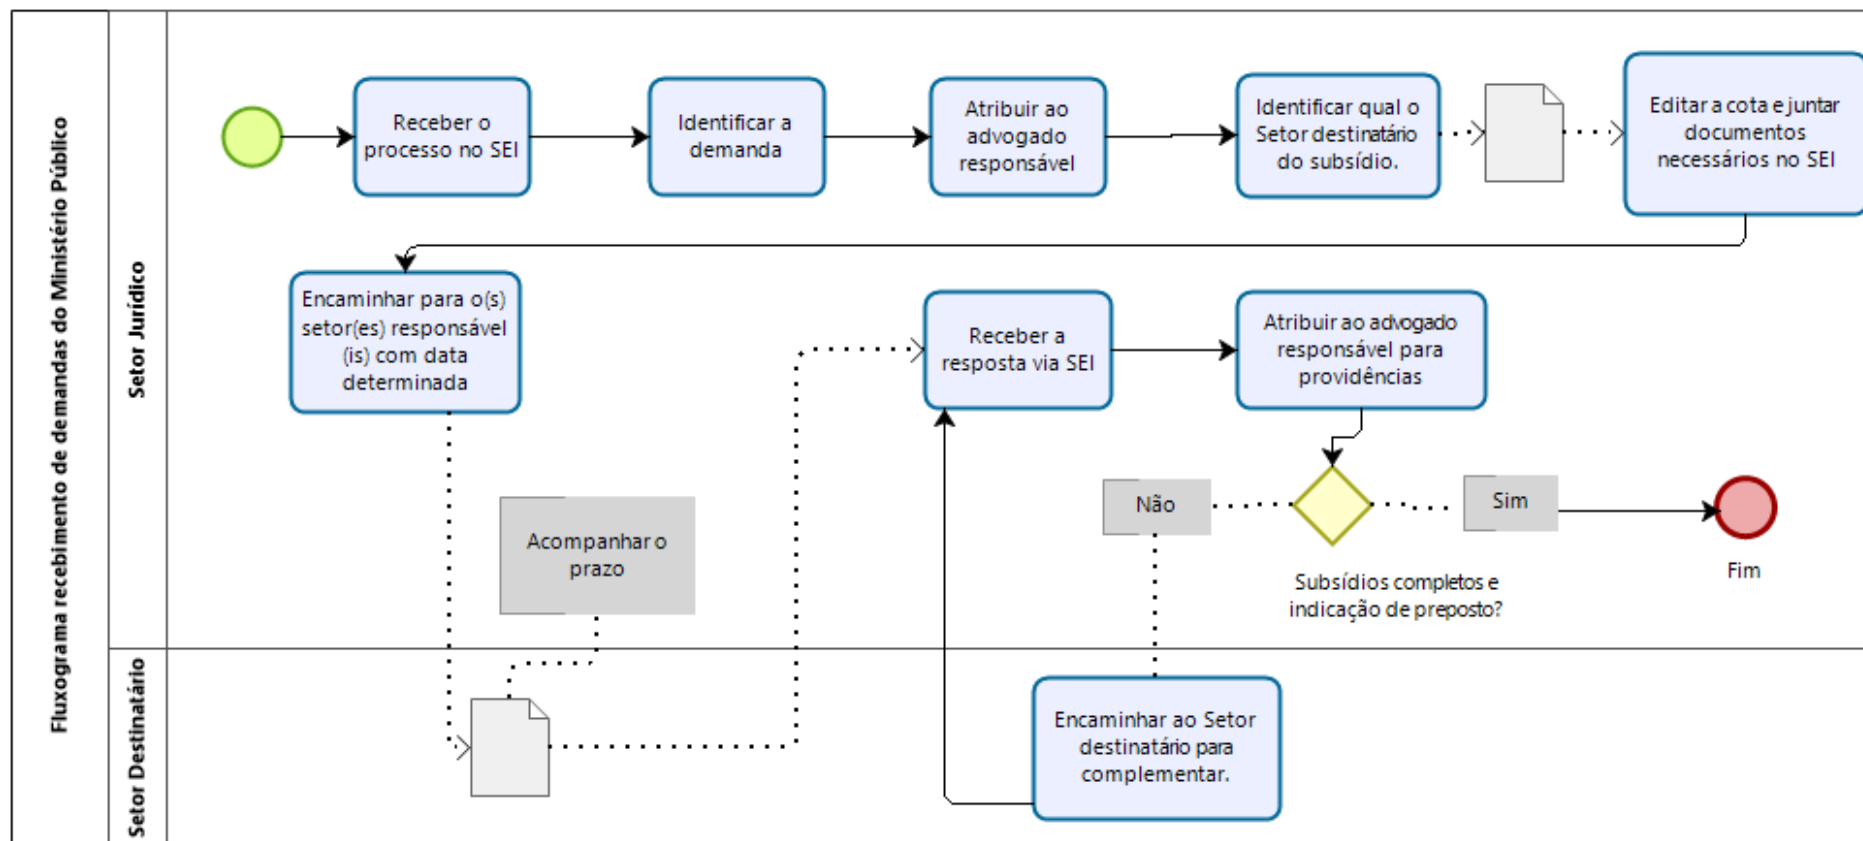 Fluxograma recebimento de demandas do Ministério Público
Setor Jurídico
Receber o
processo no SEI
Identificar a
demanda
Atribuir ao
advogado
responsável
Identificar qual o
Setor destinatário
do subsídio.
Editar a cota e juntar
documentos
necessários no SEI
Encaminhar para o(s)
setor(es) responsável
(is) com data
determinada
Receber a
resposta via SEI
Atribuir ao advogado
responsável para
providências
Acompanhar o
prazo
Não
Sim
Subsídios completos e
indicação de preposto?
Fim
Setor Destinatário
Encaminhar ao Setor
destinatário para
complementar.